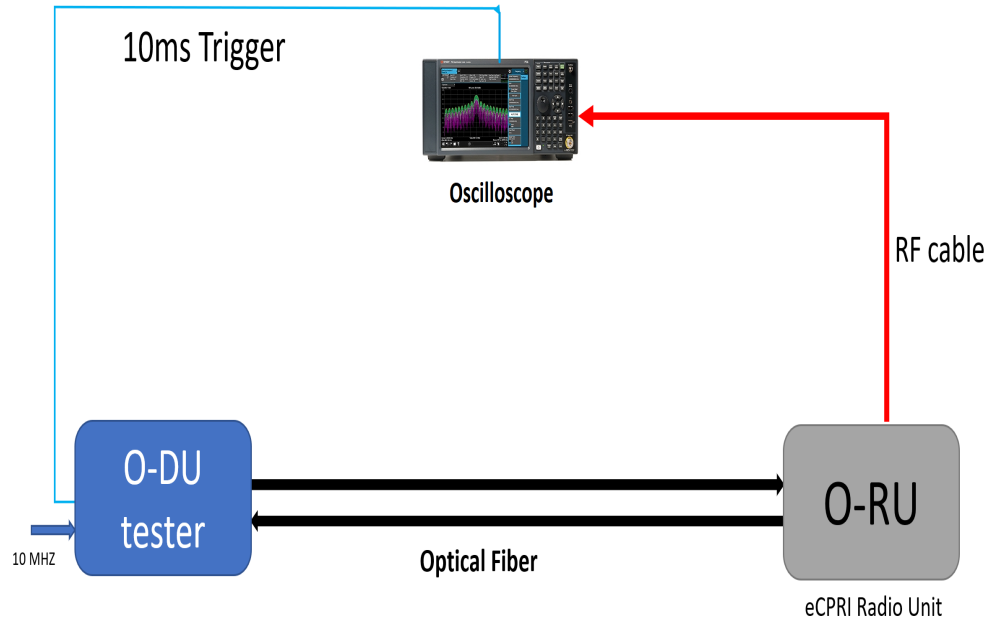 10ms Trigger
Oscilloscope
RF cable
O-DU
tester
O-RU
10 MHZ
Optical Fiber
eCPRI Radio Unit